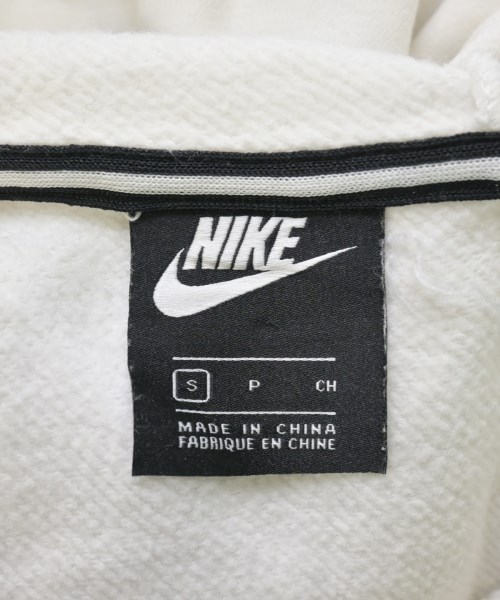 NIKE
S P CH
MADE IN CHINA
FABRIQUE EN CHINE